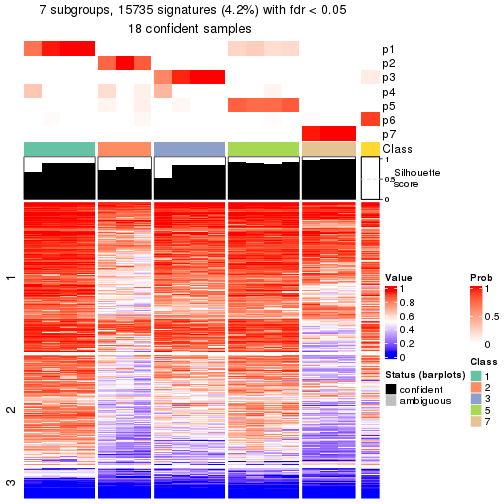 7 subgroups, 15735 signatures (4.2%) with fdr < 0.05
18 confident samples
p1
p2
p3
p4
p5
p6
p7
Class
1
0.5
0
Silhouette
score
1
2
3
Value
1
0.8
0.6
0.4
0.2
0
Prob
1
0.5
0
Status (barplots)
confident
ambiguous
Class
1
2
3
5
7